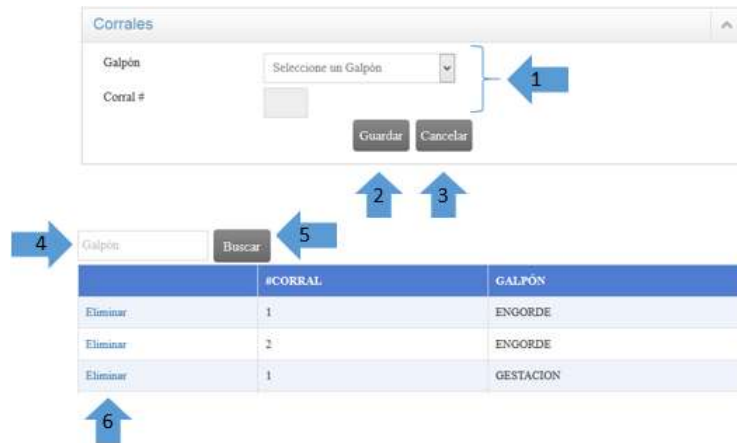 Corrales
Galpón Seleccione un Galpón
1
Corral #
Guardar Cancelar
2 3
4 Galpón Buscar 5
#CORRAL GALPÓN
Eliminar 1 ENGORDE
Eliminar 2 ENGORDE
Eliminar 1 GESTACION
6